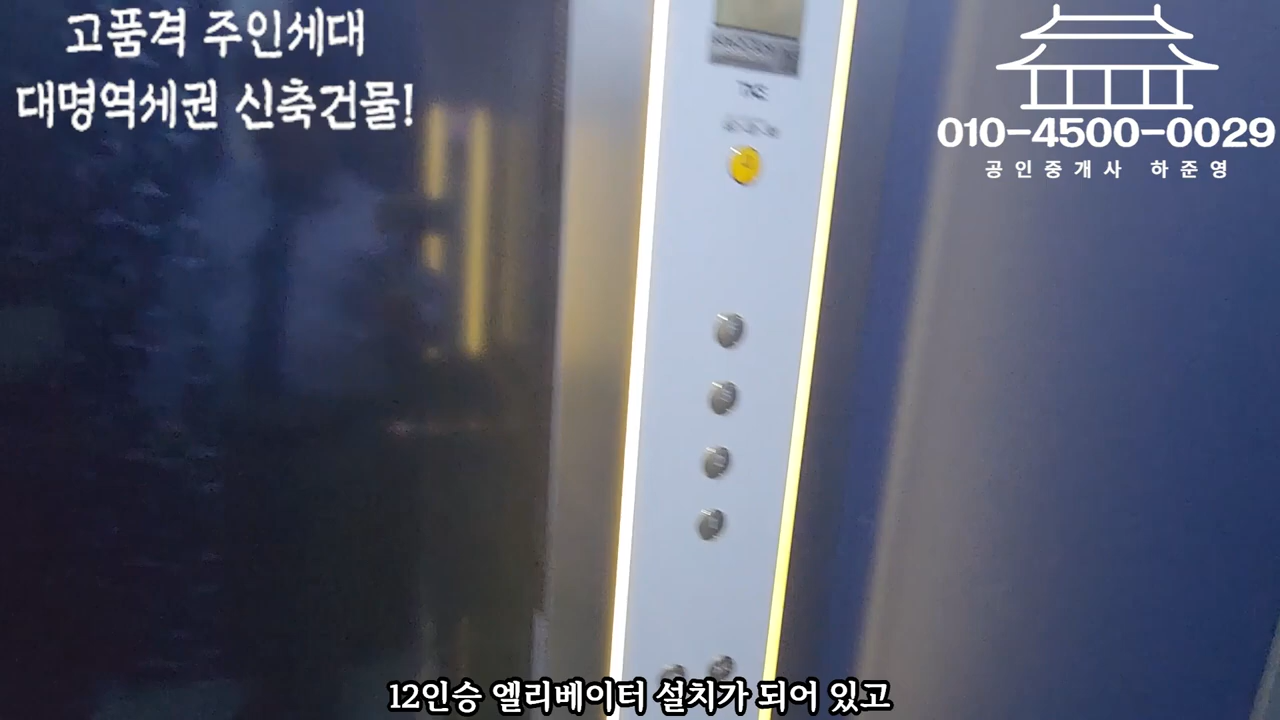 고품격 주인세대
대명역세권 신축건물!
010-4500-0029
공인중개사 하준영
12인승 엘리베이터 설치가 되어 있고